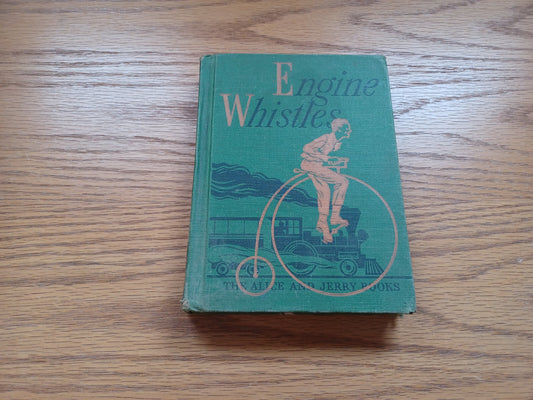 Engine
Whistles
THE ALICE AND JERRY BOOKS